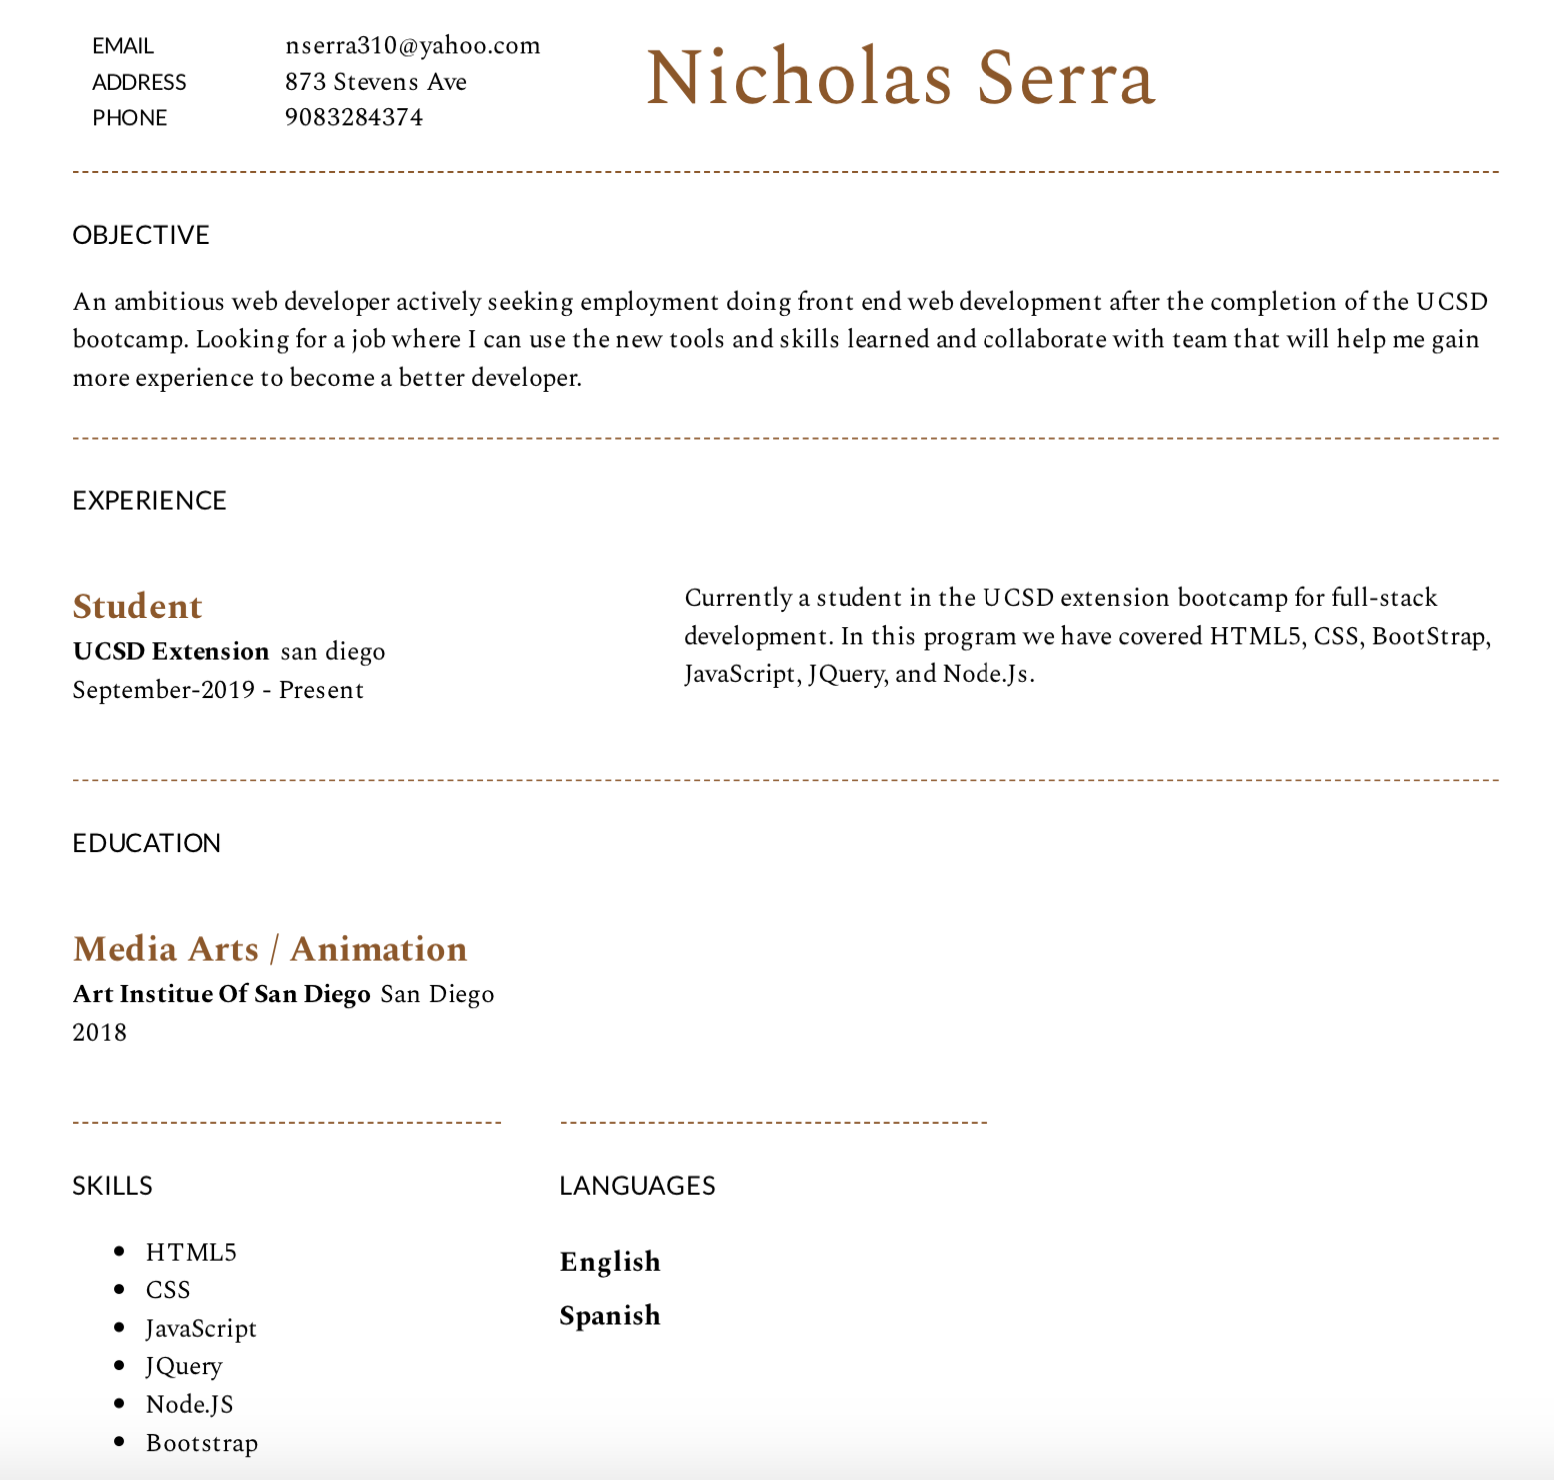 EMAIL nserra310@yahoo.com
ADDRESS 873 Stevens Ave
PHONE 9083284374
Nicholas Serra
OBJECTIVE
An ambitious web developer actively seeking employment doing front end web development after the completion of the UCSD
bootcamp. Looking for a job where I can use the new tools and skills learned and collaborate with team that will help me gain
more experience to become a better developer.
EXPERIENCE
Student
UCSD Extension san diego
September-2019 - Present
Currently a student in the UCSD extension bootcamp for full-stack
development. In this program we have covered HTML5, CSS, BootStrap,
JavaScript, JQuery, and Node.Js.
EDUCATION
Media Arts / Animation
Art Institue Of San Diego San Diego
2018
SKILLS
• HTML5
• CSS
• JavaScript
• JQuery
• Node.JS
• Bootstrap
LANGUAGES
English
Spanish